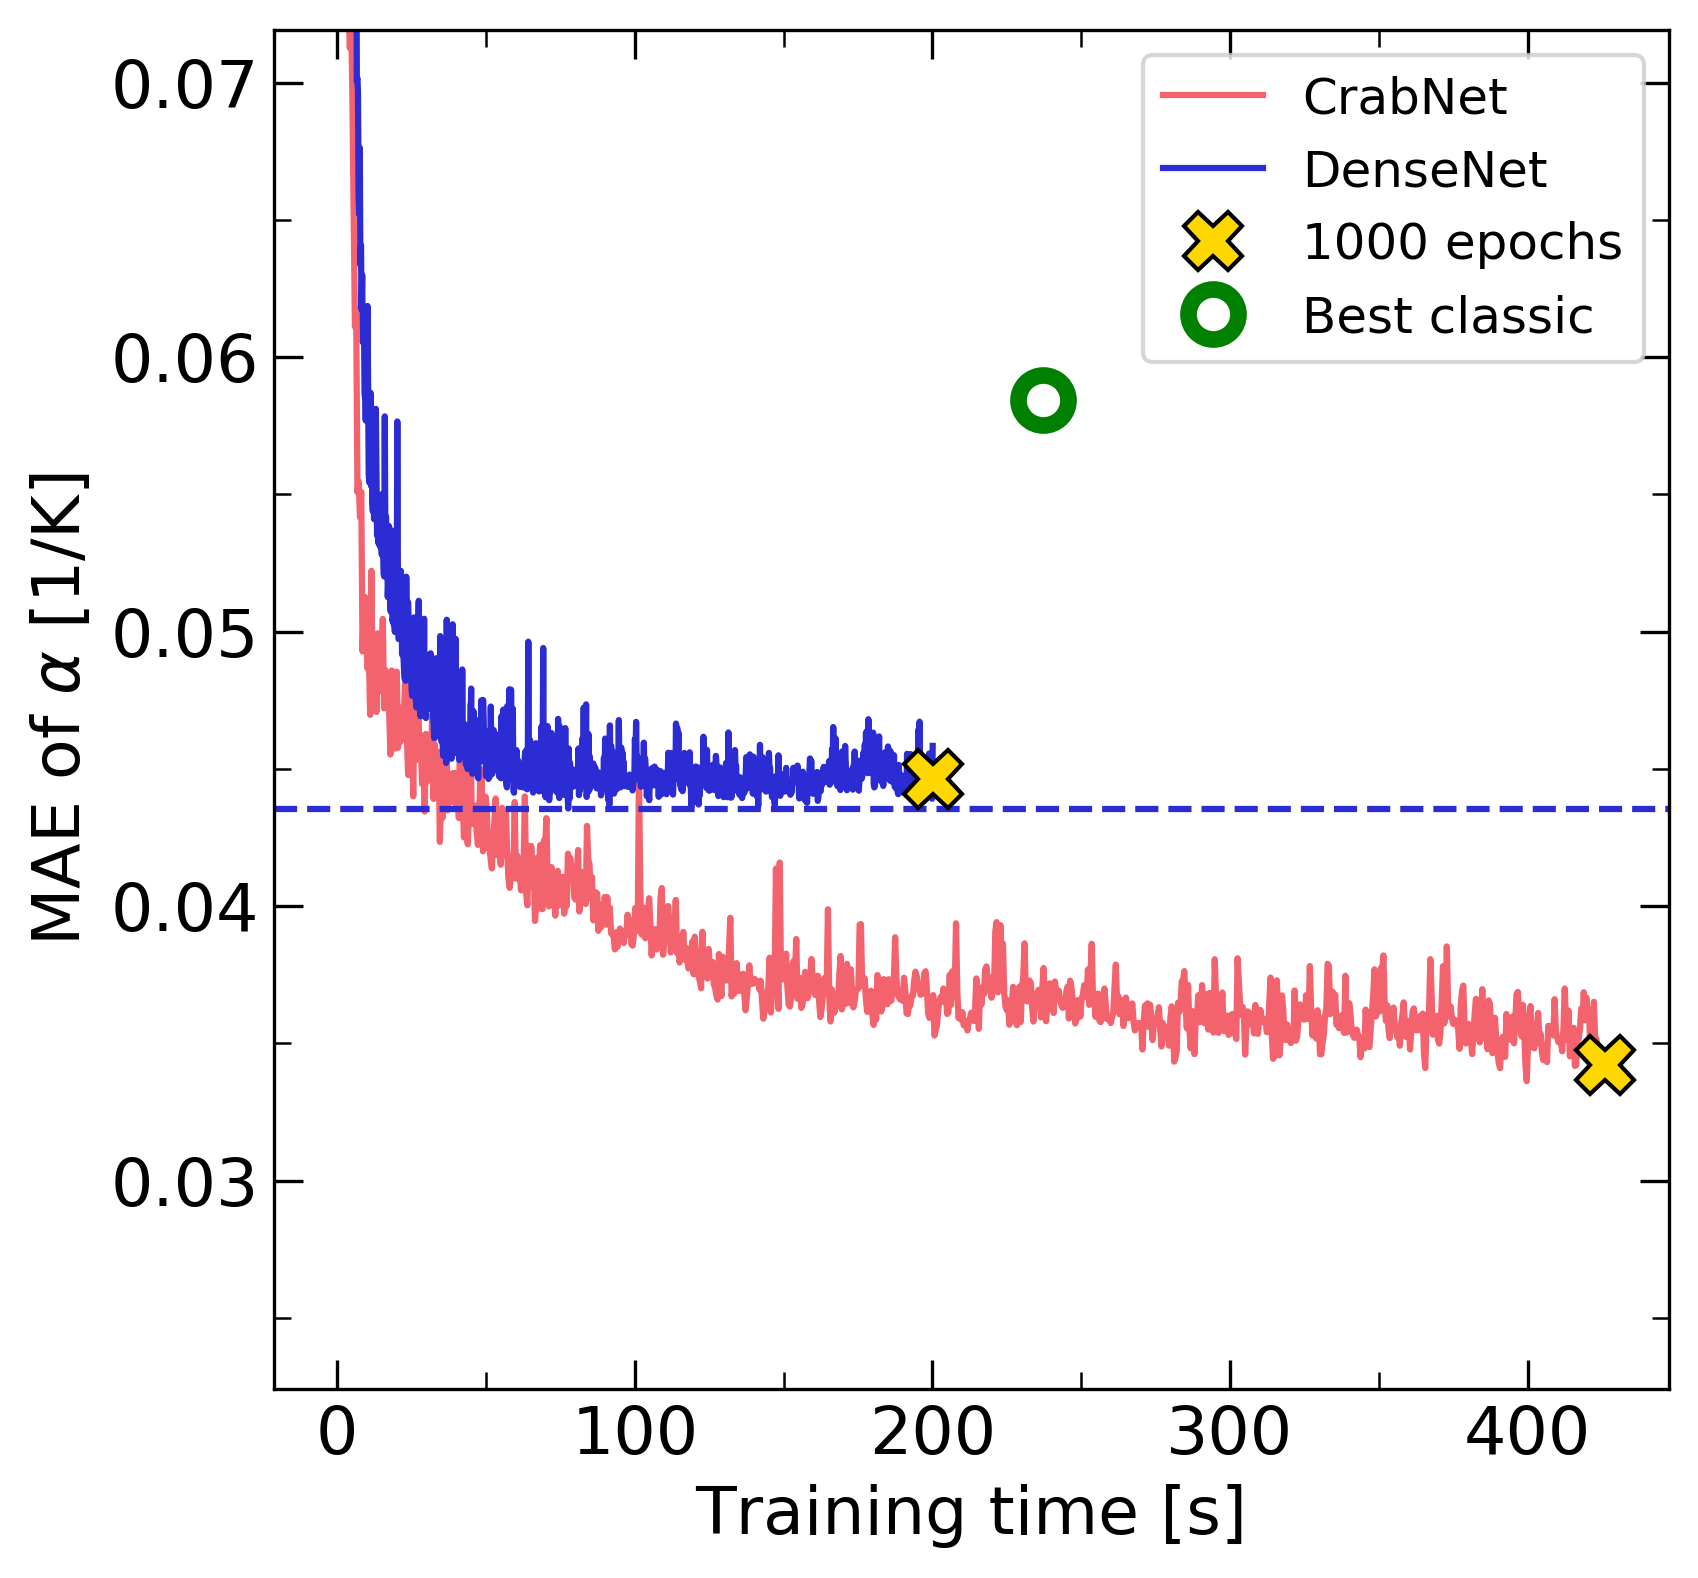 MAE of α [1/K]
0.07
0.06
0.05
0.04
0.03
CrabNet
DenseNet
1000 epochs
Best classic
0 100 200 300 400
Training time [s]